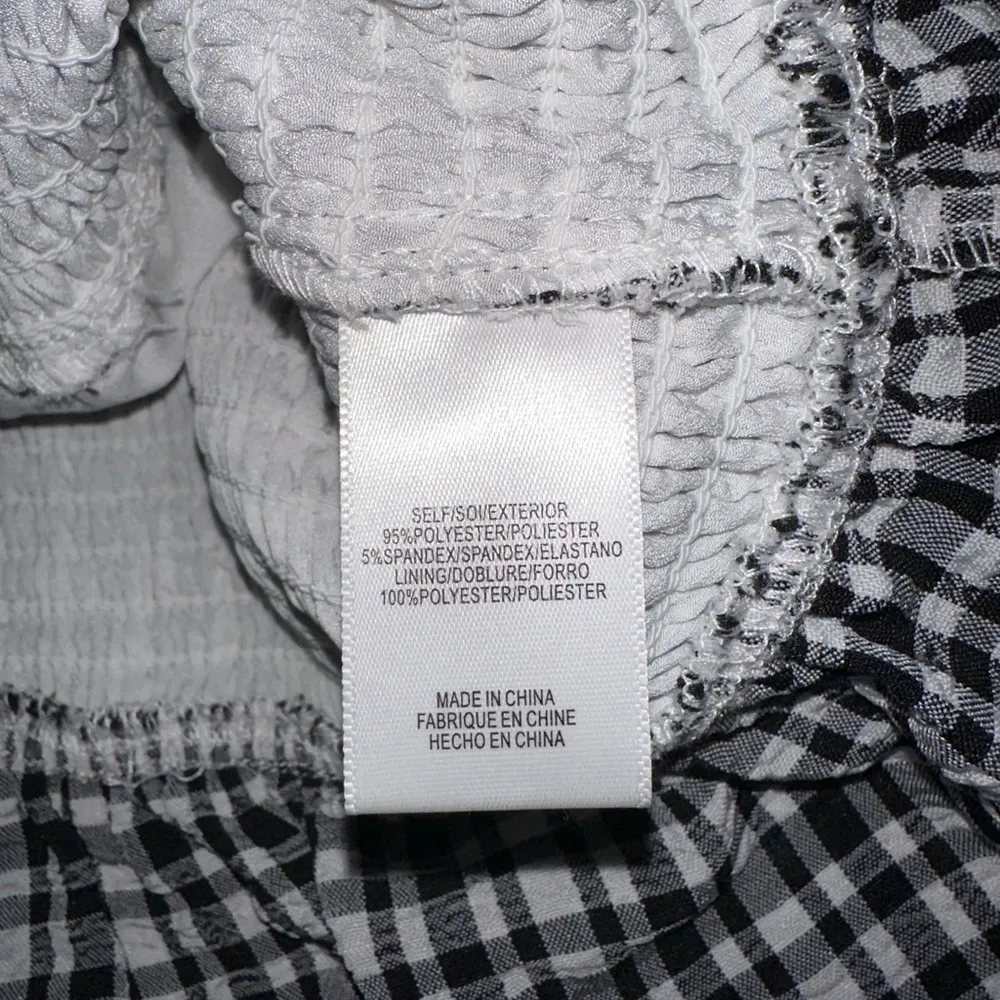 SELF/SOI/EXTERIOR
95%POLYESTER/POLIESTER
5%SPANDEX/SPANDEX/ELASTANO
LINING/DOBLURE/FORRO
100%POLYESTER/POLIESTER
MADE IN CHINA
FABRIQUE EN CHINE
HECHO EN CHINA